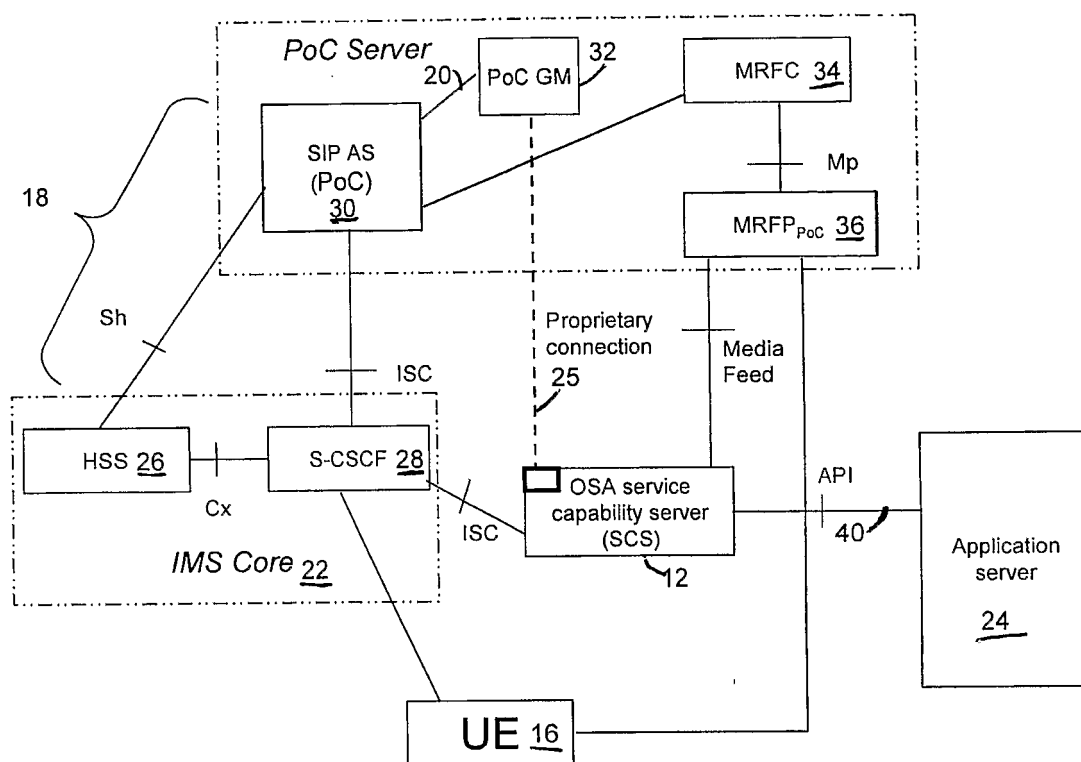 PoC Server
20
PoC GM
32
MRFC 34
SIP AS
(PoC)
30
Mp
MRFP PoC 36
18
Sh
ISC
Proprietary
connection
25
Media
Feed
HSS 26
Cx
S-CSCF 28
ISC
OSA service
capability server
(SCS)
12
API
40
Application
server
24
IMS Core 22
UE 16